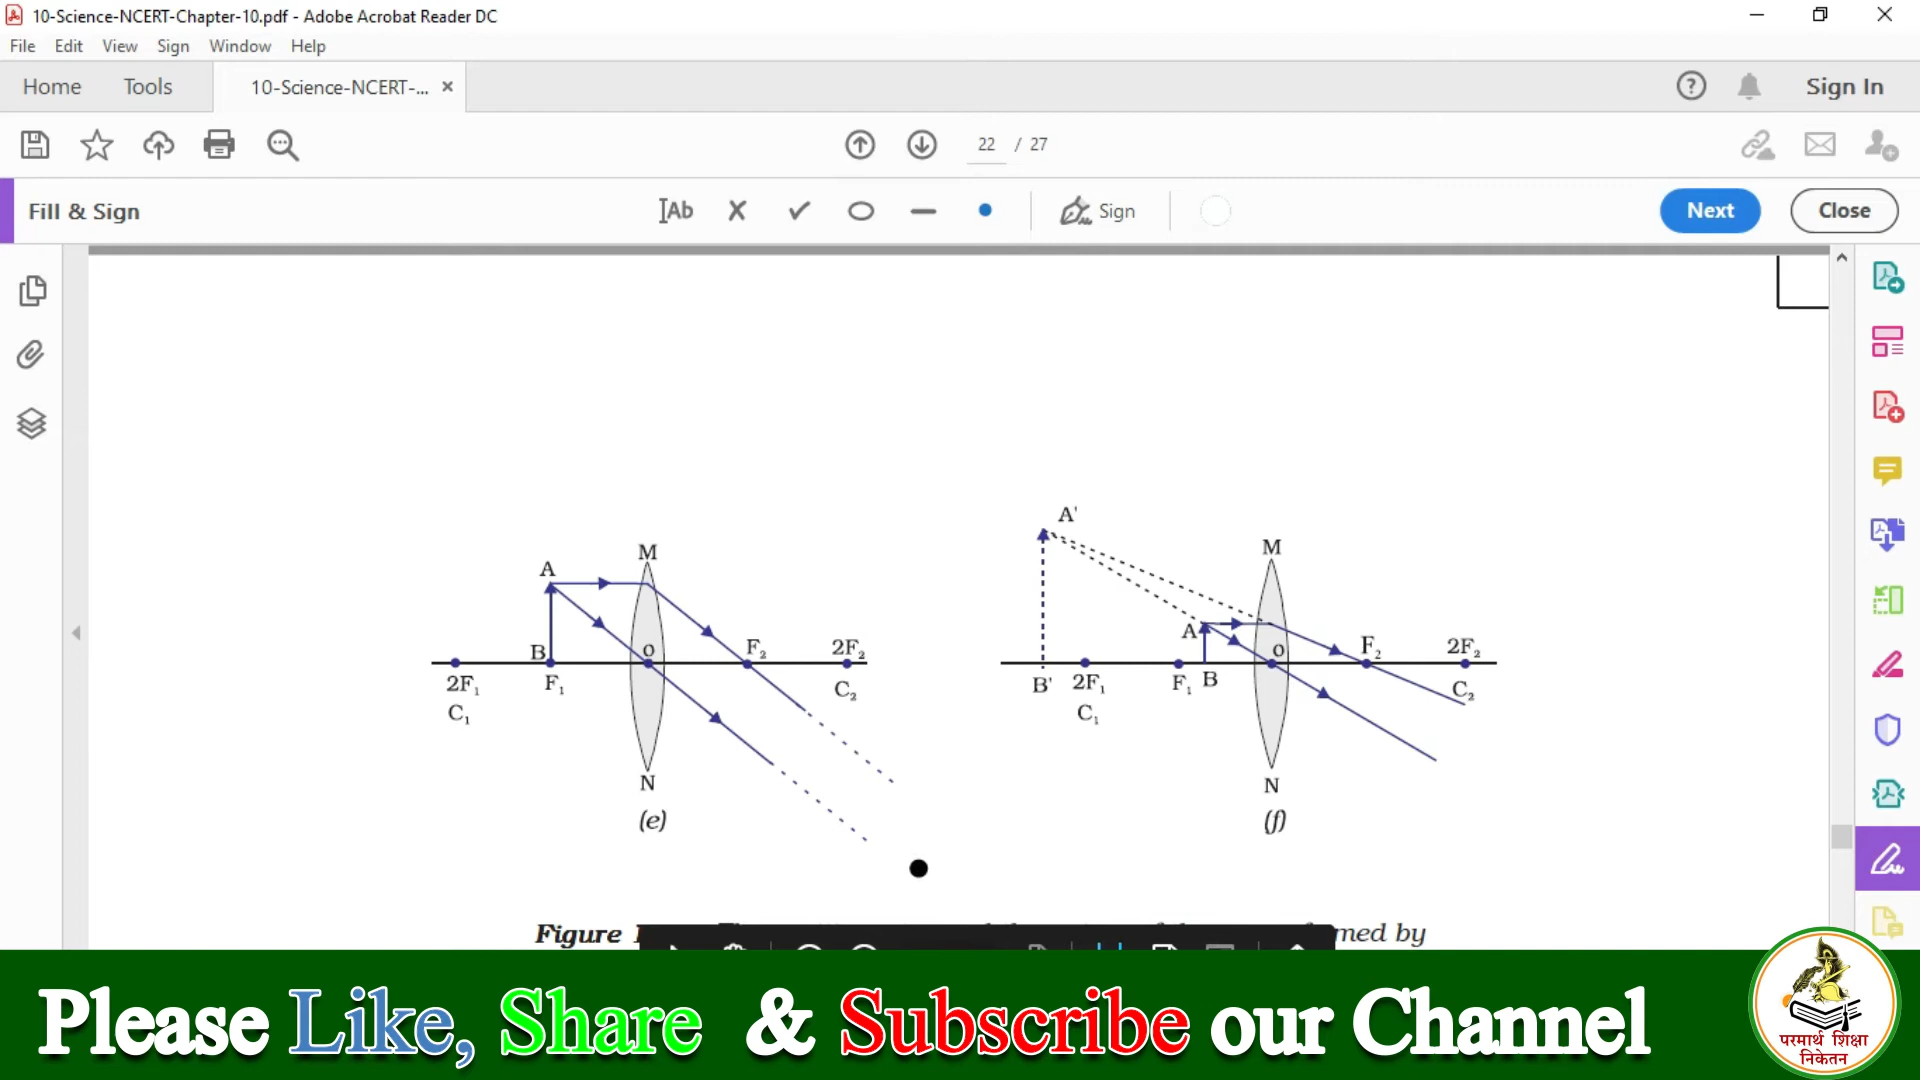 10-Science-NCERT-Chapter-10.pdf - Adobe Acrobat Reader DC
File Edit View Sign Window Help
Home Tools 10-Science-NCERT-... × Sign In
22 / 27
Fill & Sign Ab Sign Next Close
A'
M M
A
A
B O F₂ 2F₂ O F₂ 2F₂
2F₁ F₁ C₂ B' 2F₁ F₁ B C₂
C₁ C₁
N N
(e) (f)
Figure med by
Please Like, Share & Subscribe our Channel
परमार्थ शिक्षा
निकेतन